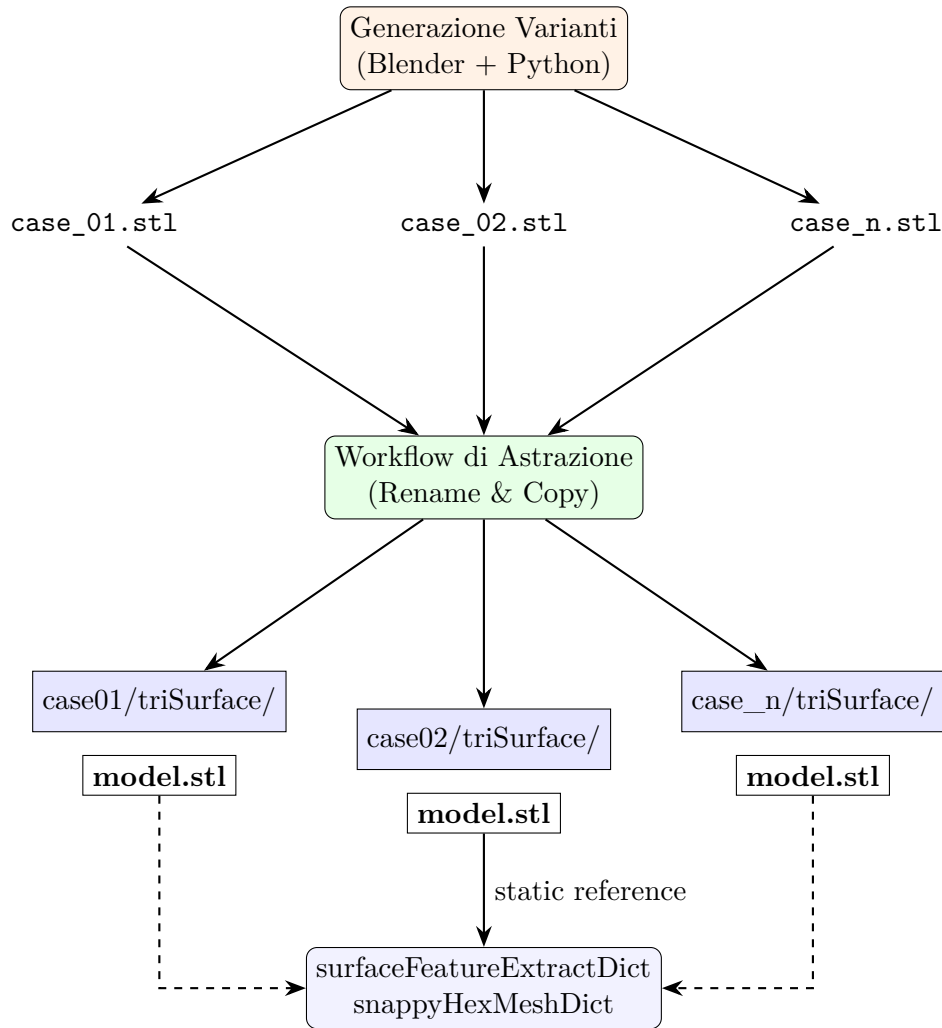 Generazione Varianti
(Blender + Python)
case_01.stl
case_02.stl
case_n.stl
Workflow di Astrazione
(Rename & Copy)
case01/triSurface/
case02/triSurface/
case_n/triSurface/
model.stl
model.stl
model.stl
static reference
surfaceFeatureExtractDict
snappyHexMeshDict